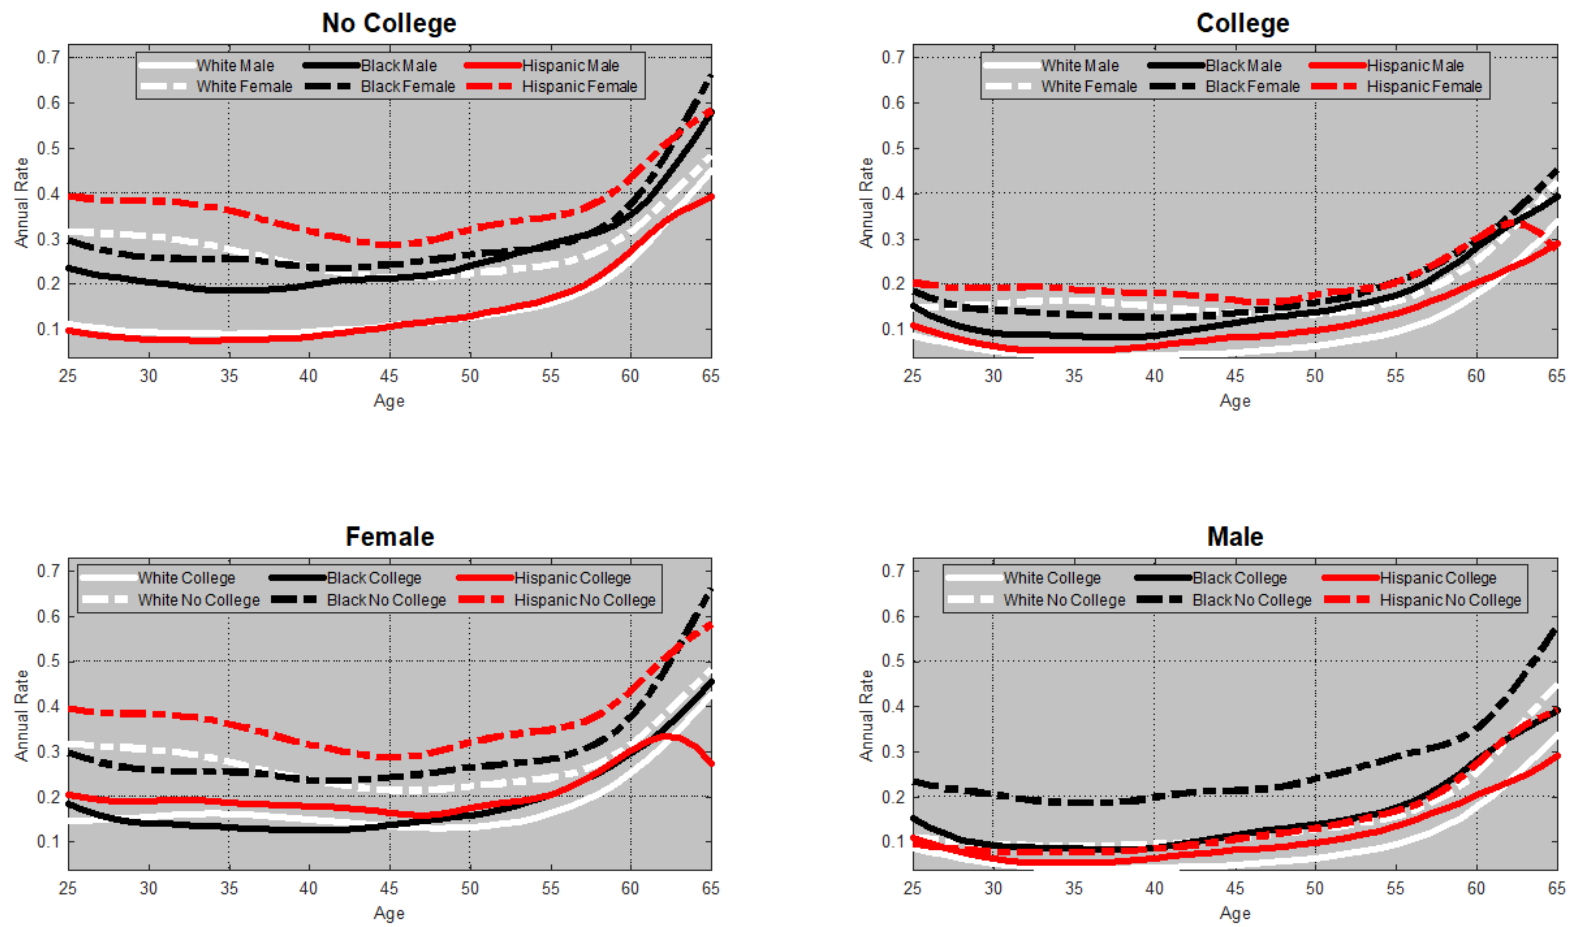 No College
0.7
0.6
0.5
0.4
0.3
0.2
0.1
Annual Rate
White Male Black Male Hispanic Male
White Female Black Female Hispanic Female
25 30 35 40 45 50 55 60 65
Age
College
0.7
0.6
0.5
0.4
0.3
0.2
0.1
Annual Rate
White Male Black Male Hispanic Male
White Female Black Female Hispanic Female
25 30 35 40 45 50 55 60 65
Age
Female
0.7
0.6
0.5
0.4
0.3
0.2
0.1
Annual Rate
White College Black College Hispanic College
White No College Black No College Hispanic No College
25 30 35 40 45 50 55 60 65
Age
Male
0.7
0.6
0.5
0.4
0.3
0.2
0.1
Annual Rate
White College Black College Hispanic College
White No College Black No College Hispanic No College
25 30 35 40 45 50 55 60 65
Age